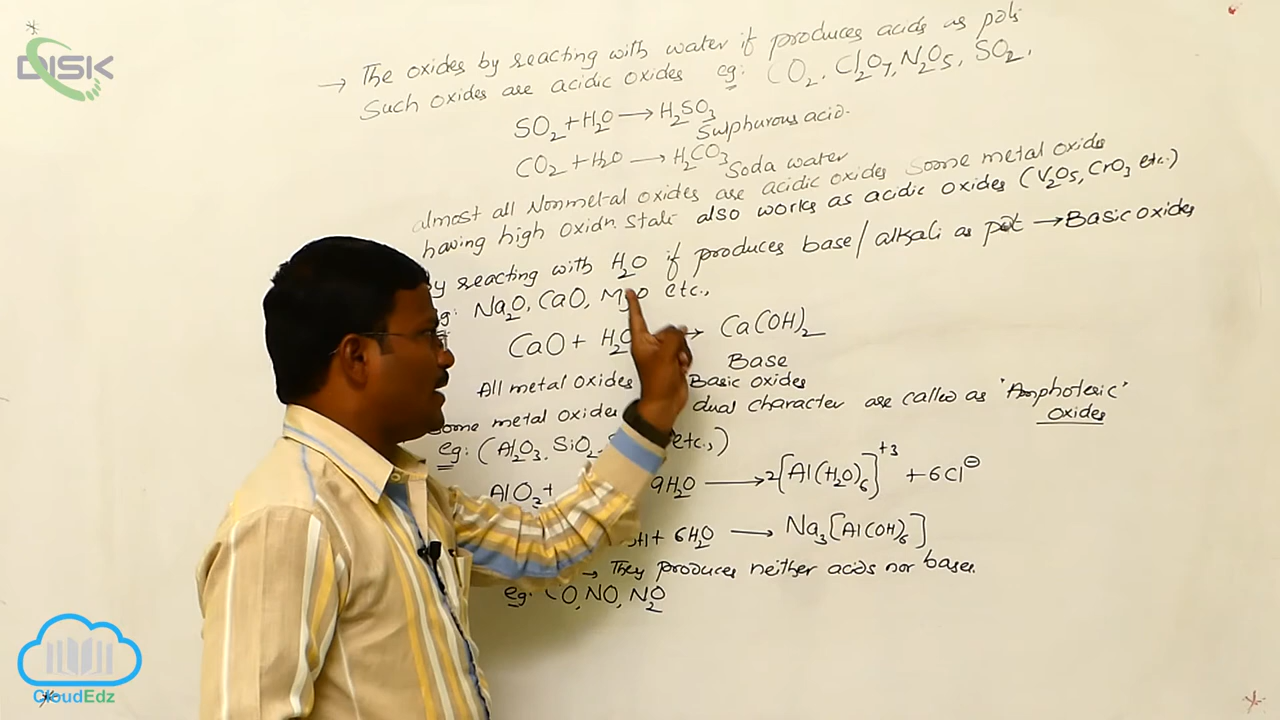 DISK
→ The oxides by reacting with water if produces acids as pdts
Such oxides are acidic oxides eg: CO₂, Cl₂O₇, N₂O₅, SO₂,
SO₂ + H₂O → H₂SO₃
Sulphurous acid.
CO₂ + H₂O → H₂CO₃
Soda water
almost all Nonmetal oxides are acidic oxides Some metal oxide
having high oxidn. state also works as acidic oxides (V₂O₅, CrO₃ etc.)
By reacting with H₂O if produces base/alkali as pdt → Basic oxides
eg: Na₂O, CaO, MgO etc.,
CaO + H₂O → Ca(OH)₂
Base
All metal oxides Basic oxides
Some metal oxides dual character are called as "Amphoteric"
oxides
eg: (Al₂O₃, SiO₂, etc.,)
AlO₂ + 9H₂O → 2[Al(H₂O)₆]⁺³ + 6Cl⊖
+ 6H₂O → Na₃[Al(OH)₆]
→ They produces neither acids nor bases.
eg: CO, NO, N₂O
CloudEdz